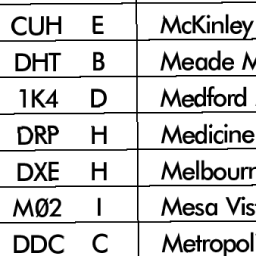 CUH E McKinley
DHT B Meade
1K4 D Medford
DRP H Medicine
DXE H Melbourn
MØ2 I Mesa Vis
DDC C Metropol